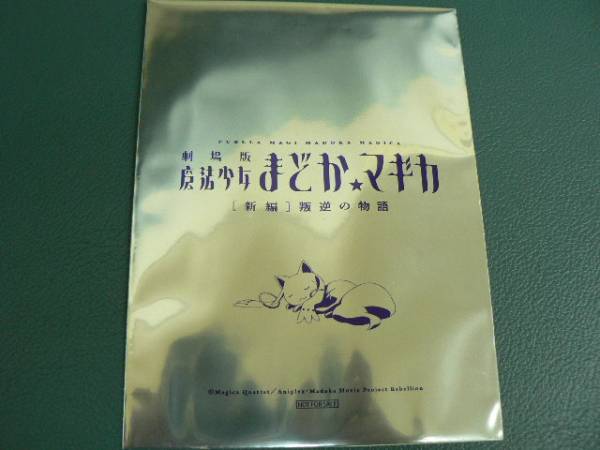 PUELLA MAGI MADOKA MAGICA
劇場版
魔法少女まどか★マギカ
[新編]叛逆の物語
©Magica Quartet／Aniplex・Madoka Movie Project Rebellion
NOT FOR SALE